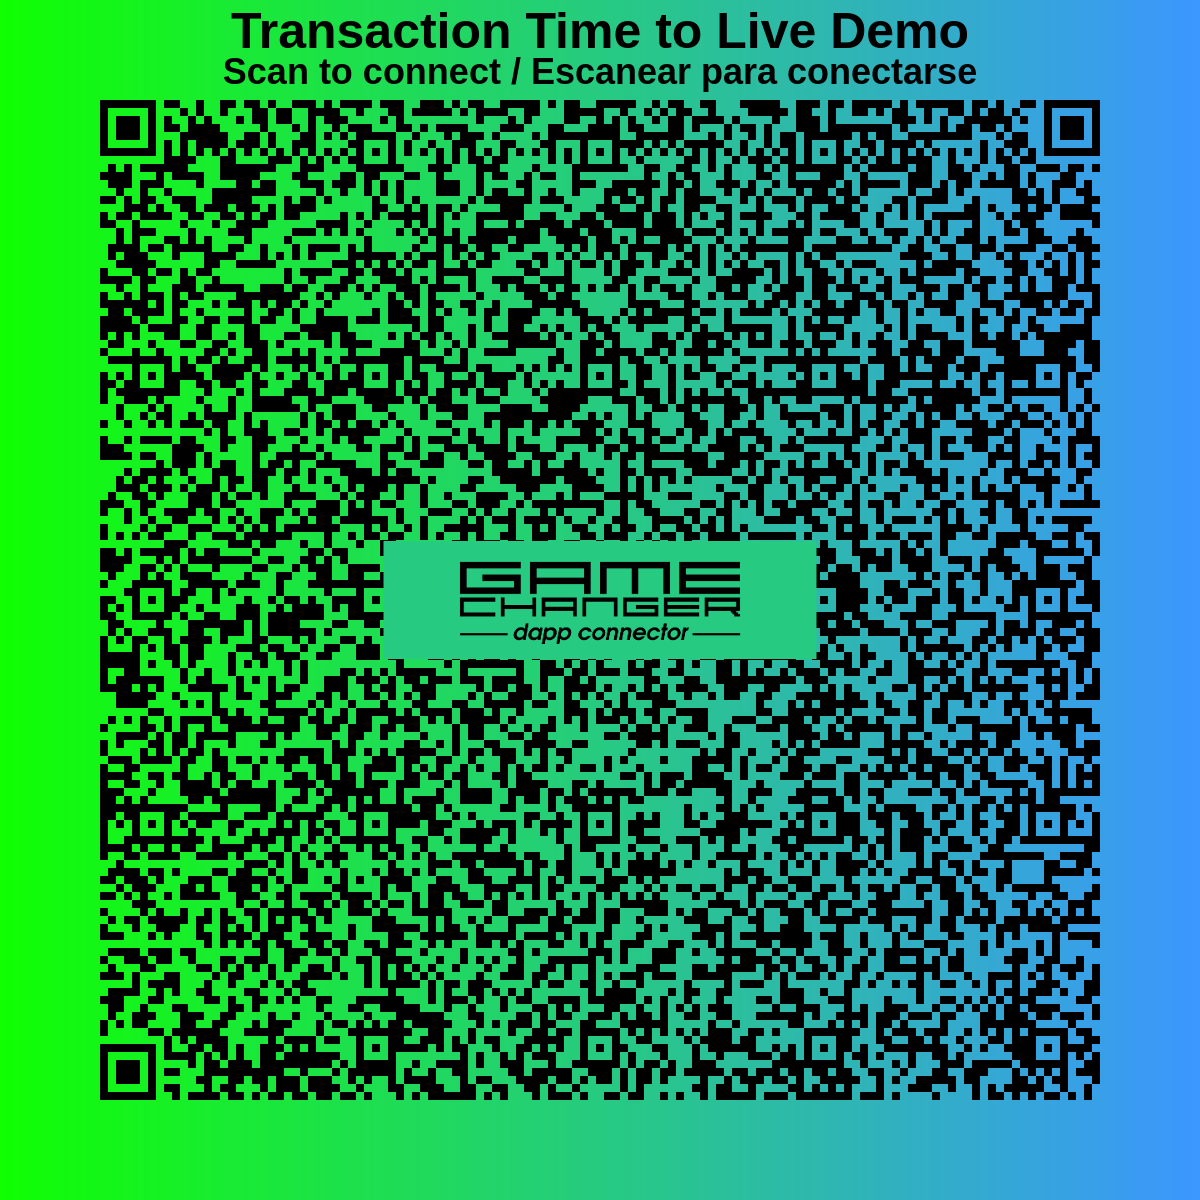 Transaction Time to Live Demo
Scan to connect / Escanear para conectarse
GAME
CHANGER
dapp connector